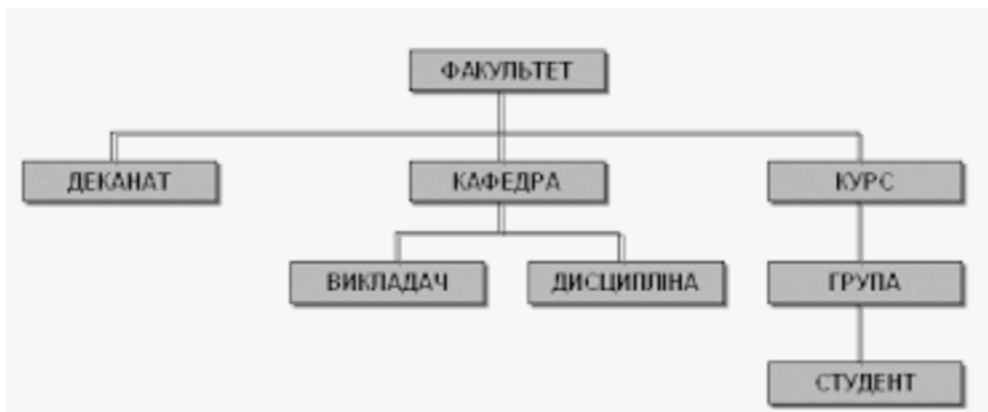 ФАКУЛЬТЕТ
ДЕКАНАТ
КАФЕДРА
КУРС
ВИКЛАДАЧ
ДИСЦИПЛІНА
ГРУПА
СТУДЕНТ